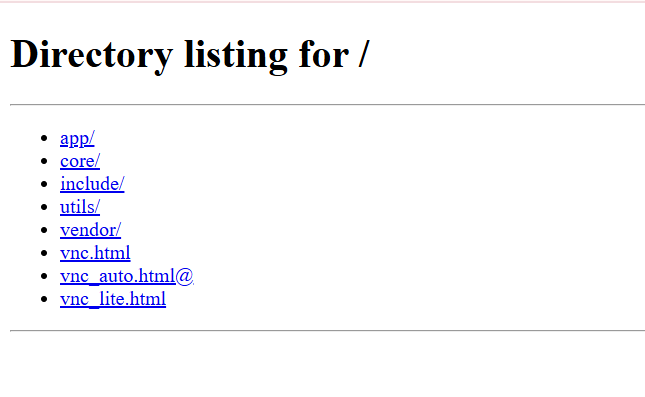 Directory listing for /
app/
core/
include/
utils/
vendor/
vnc.html
vnc_auto.html@
vnc_lite.html